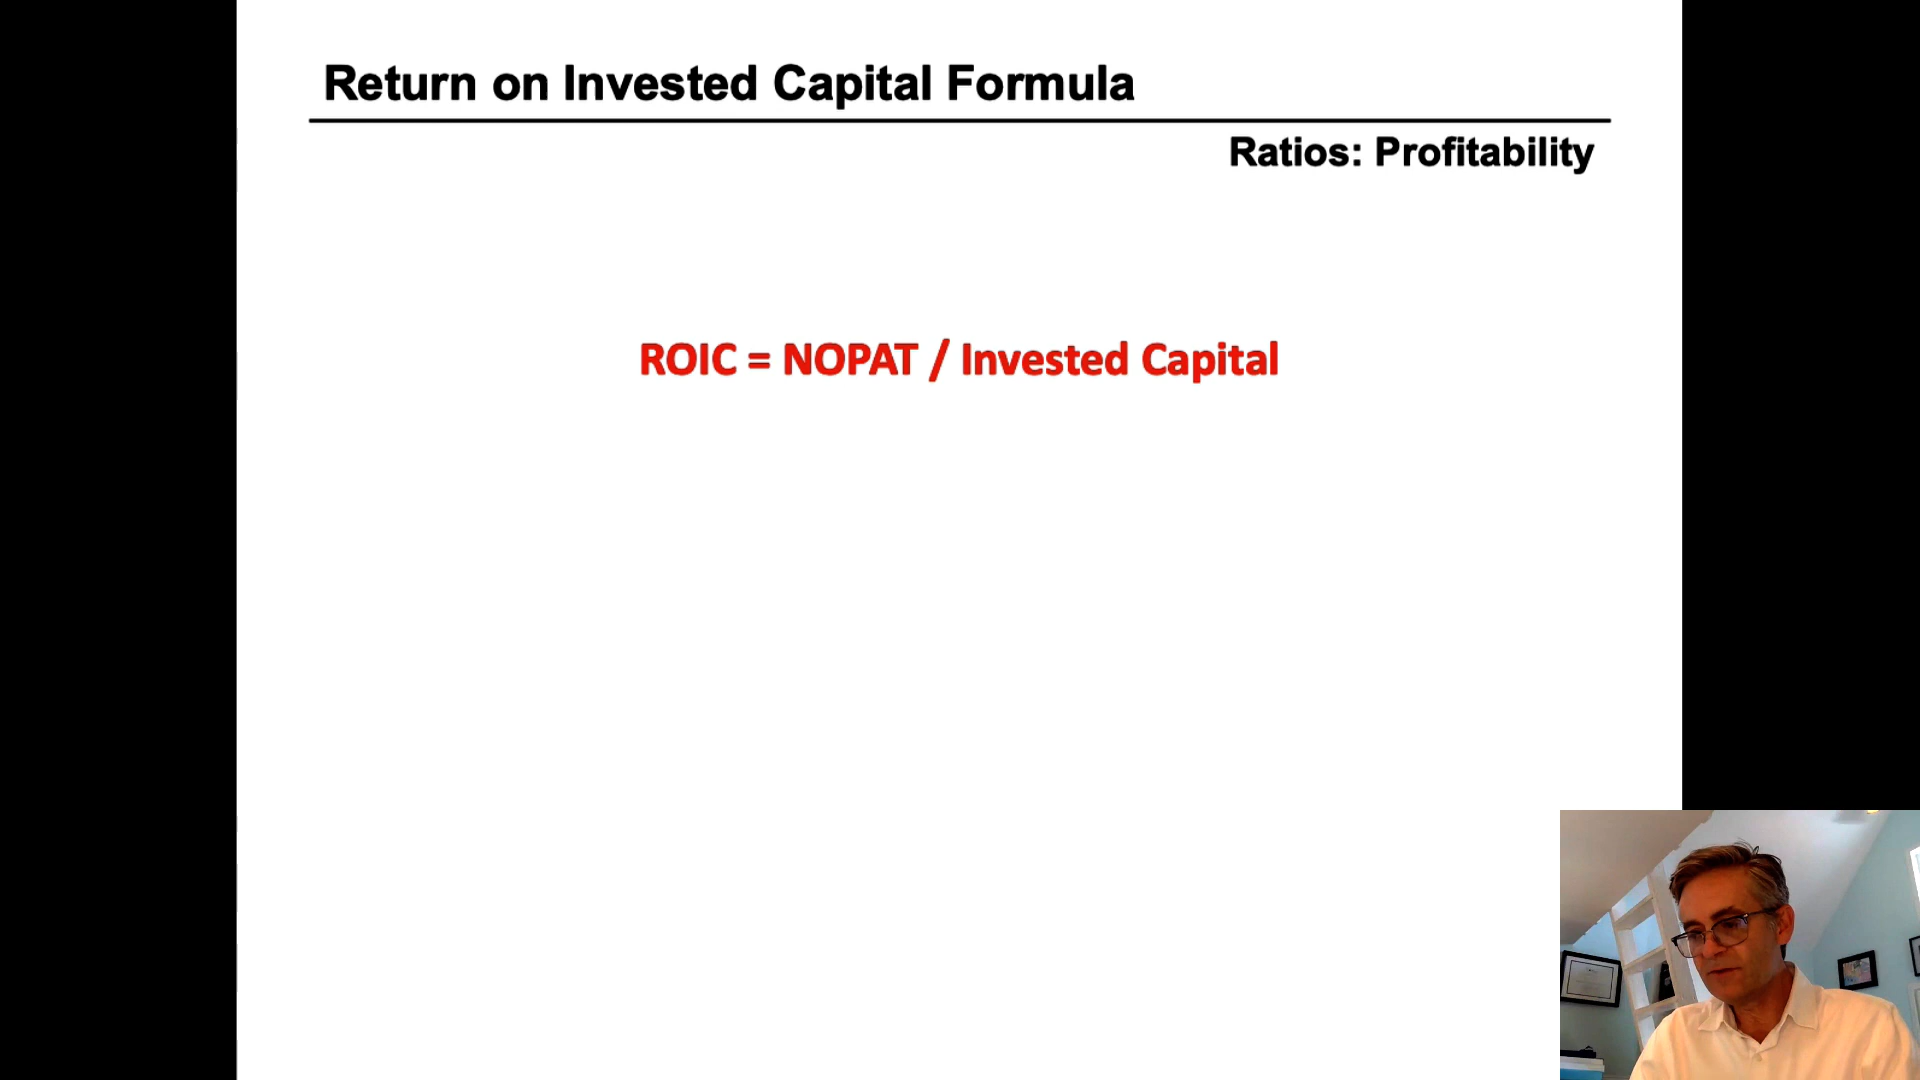 Return on Invested Capital Formula
Ratios: Profitability
ROIC = NOPAT / Invested Capital